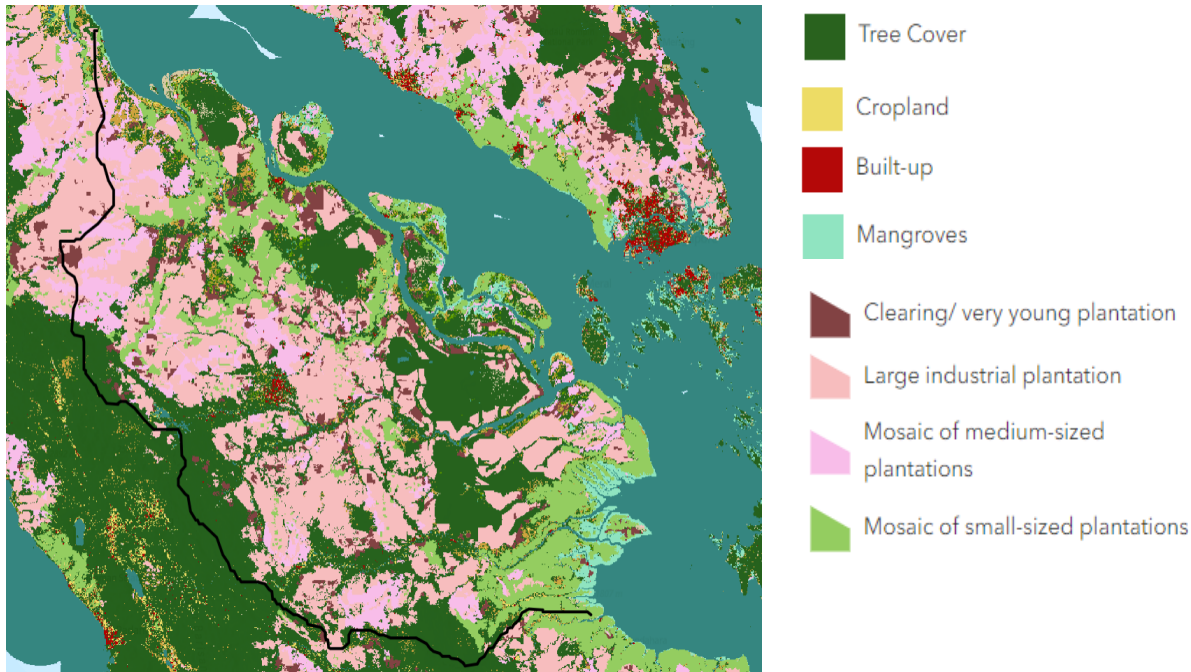 Tree Cover
Cropland
Built-up
Mangroves
Clearing/ very young plantation
Large industrial plantation
Mosaic of medium-sized
plantations
Mosaic of small-sized plantations